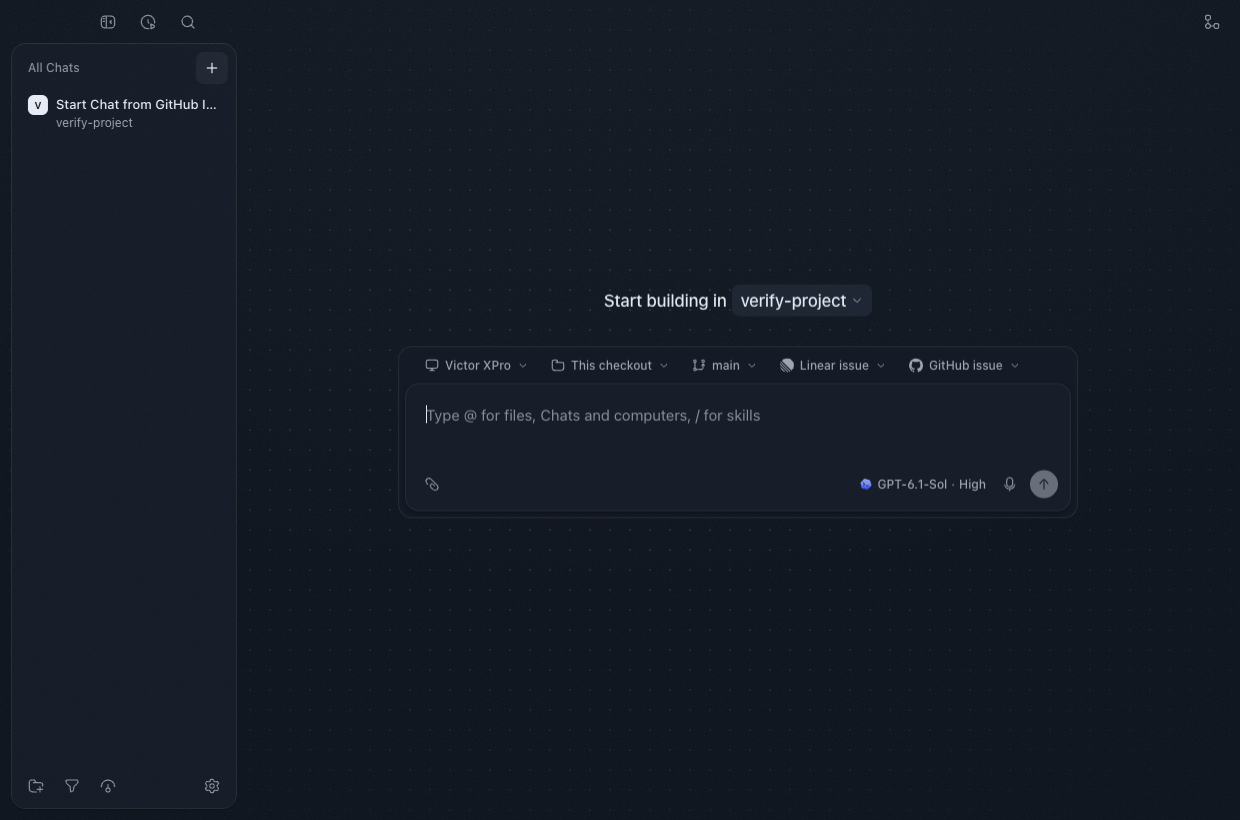 All Chats
V
Start Chat from GitHub I...
verify-project
Start building in verify-project
Victor XPro This checkout main Linear issue GitHub issue
Type @ for files, Chats and computers, / for skills
GPT-6.1-Sol · High